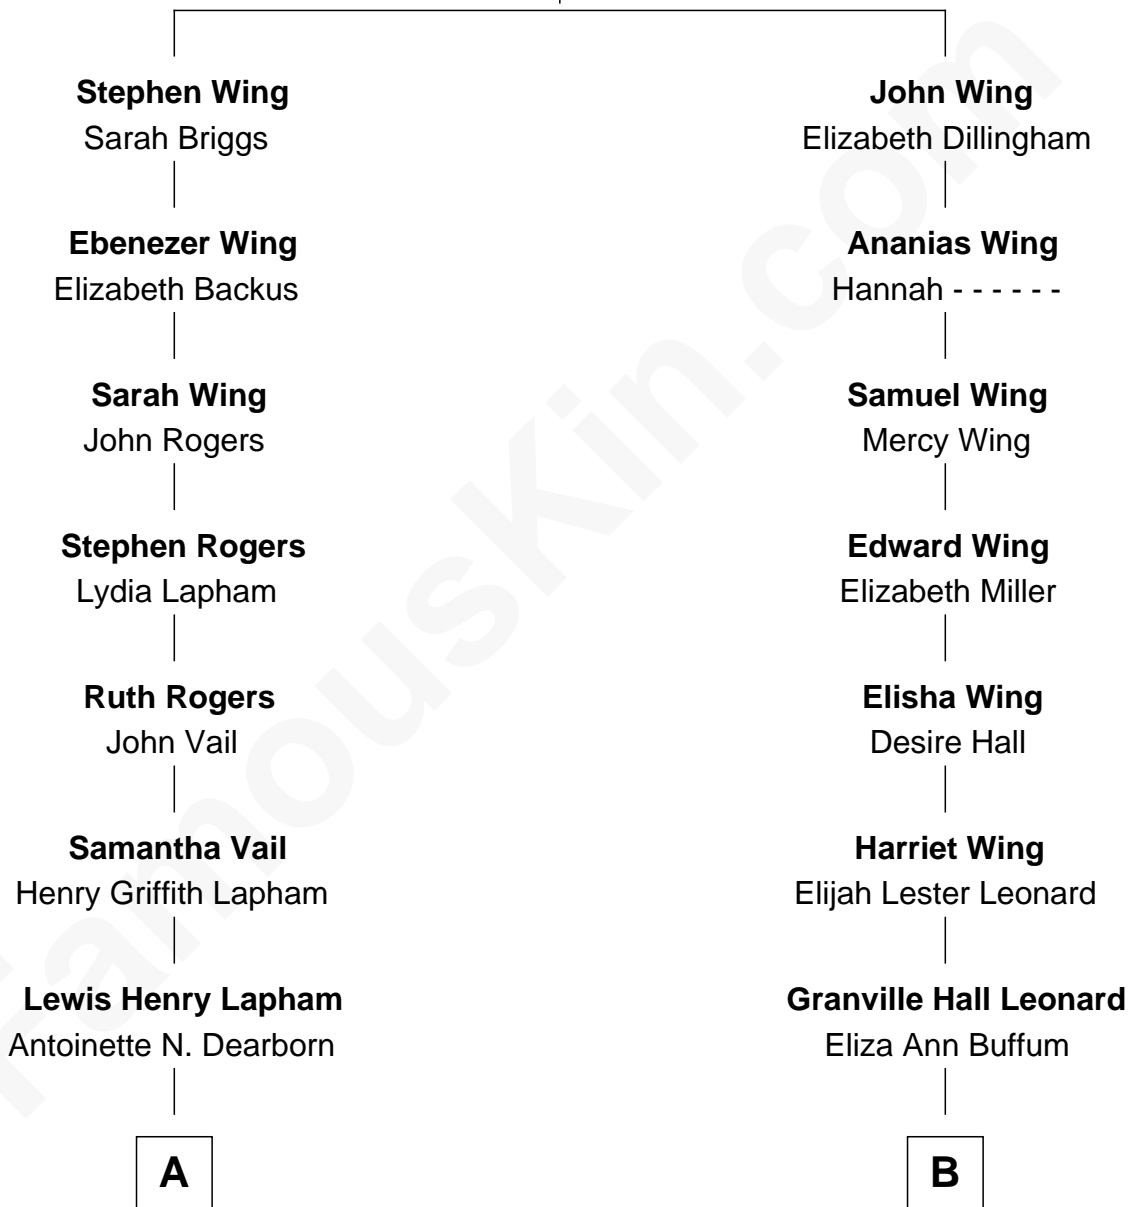 Stephen Wing
Sarah Briggs
Ebenezer Wing
Elizabeth Backus
Sarah Wing
John Rogers
Stephen Rogers
Lydia Lapham
Ruth Rogers
John Vail
Samantha Vail
Henry Griffith Lapham
Lewis Henry Lapham
Antoinette N. Dearborn
A
John Wing
Elizabeth Dillingham
Ananias Wing
Hannah - - - - - -
Samuel Wing
Mercy Wing
Edward Wing
Elizabeth Miller
Elisha Wing
Desire Hall
Harriet Wing
Elijah Lester Leonard
Granville Hall Leonard
Eliza Ann Buffum
B
FamousKin.com